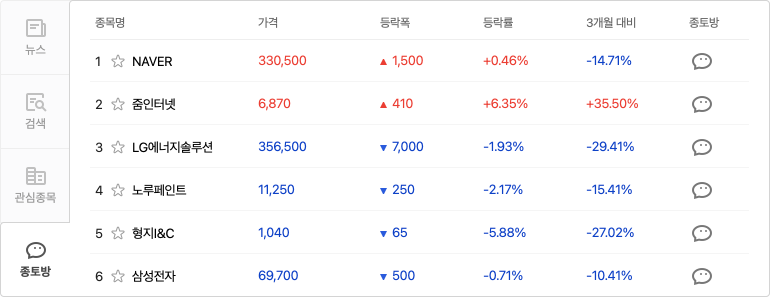 뉴스
검색
관심종목
종토방
종목명 가격 등락폭 등락률 3개월 대비 종토방
1 NAVER 330,500 ▲ 1,500 +0.46% -14.71%
2 줌인터넷 6,870 ▲ 410 +6.35% +35.50%
3 LG에너지솔루션 356,500 ▼ 7,000 -1.93% -29.41%
4 노루페인트 11,250 ▼ 250 -2.17% -15.41%
5 형지I&C 1,040 ▼ 65 -5.88% -27.02%
6 삼성전자 69,700 ▼ 500 -0.71% -10.41%